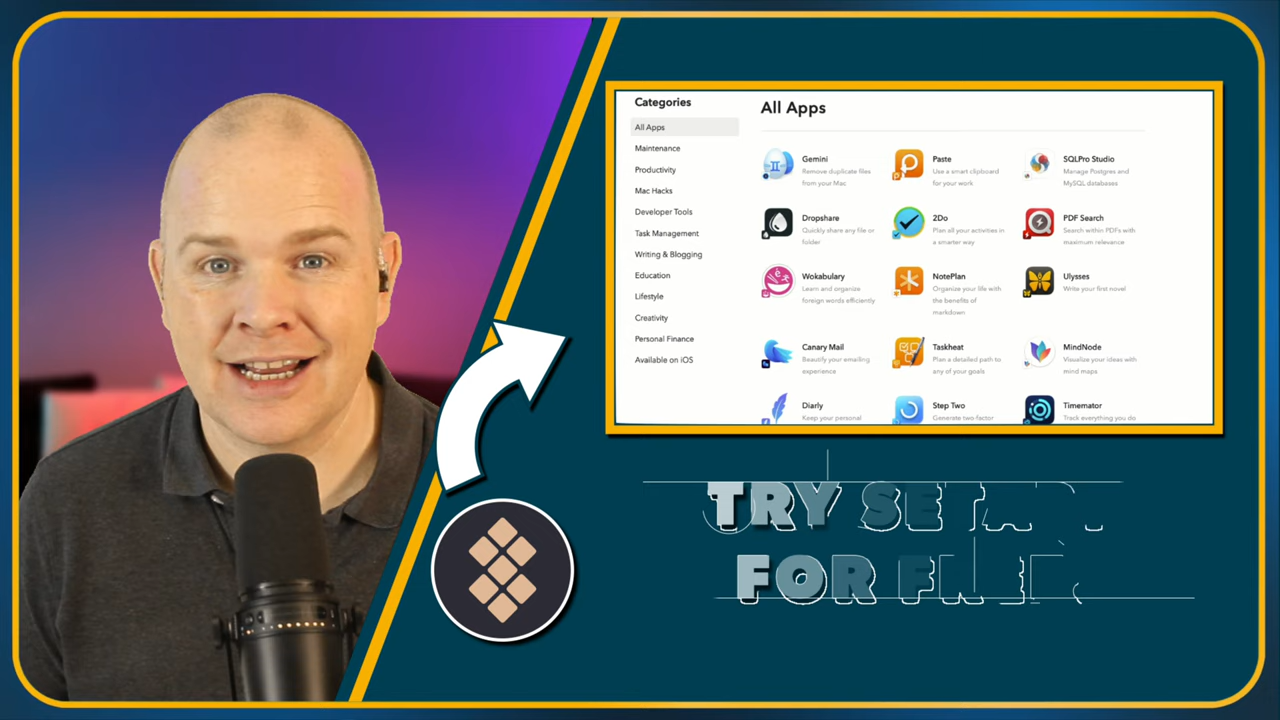 Categories
All Apps
Maintenance
Productivity
Mac Hacks
Developer Tools
Task Management
Writing & Blogging
Education
Lifestyle
Creativity
Personal Finance
Available on iOS
All Apps
Gemini
Remove duplicate files
from your Mac
Paste
Use a smart clipboard
for your work
SQLPro Studio
Manage Postgres and
MySQL databases
Dropshare
Quickly share any file or
folder
2Do
Plan all your activities in
a smarter way
PDF Search
Search within PDFs with
maximum relevance
Wokabulary
Learn and organize
foreign words efficiently
NotePlan
Organize your life with
the benefits of
markdown
Ulysses
Write your first novel
Canary Mail
Beautify your emailing
experience
Taskheat
Plan a detailed path to
any of your goals
MindNode
Visualize your ideas with
mind maps
Diarly
Keep your personal
Step Two
Generate two-factor
Timemator
Track everything you do
TRY
FOR